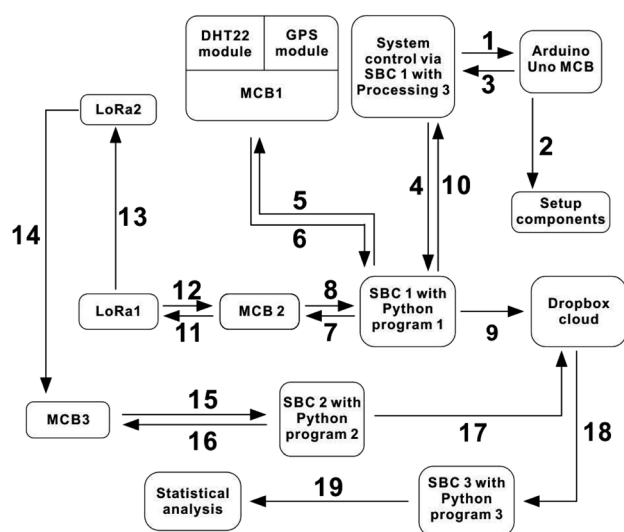 DHT22
module
GPS
module
MCB1
System
control via
SBC 1 with
Processing 3
1
3
Arduino
Uno MCB
2
Setup
components
LoRa2
14
13
5
6
4
10
LoRa1
12
11
MCB 2
8
7
SBC 1 with
Python
program 1
9
Dropbox
cloud
MCB3
15
16
SBC 2 with
Python
program 2
17
18
Statistical
analysis
19
SBC 3 with
Python
program 3